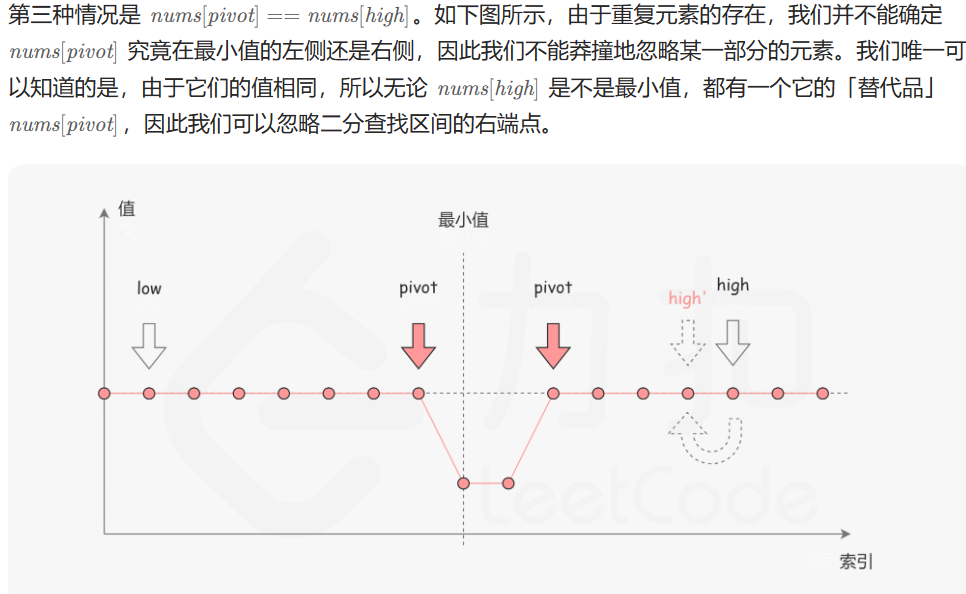 第三种情况是 nums[pivot] == nums[high]。如下图所示，由于重复元素的存在，我们并不能确定
nums[pivot] 究竟在最小值的左侧还是右侧，因此我们不能莽撞地忽略某一部分的元素。我们唯一可
以知道的是，由于它们的值相同，所以无论 nums[high] 是不是最小值，都有一个它的「替代品」
nums[pivot]，因此我们可以忽略二分查找区间的右端点。
值
最小值
low
pivot
pivot
high'
high
力扣
LeetCode
索引